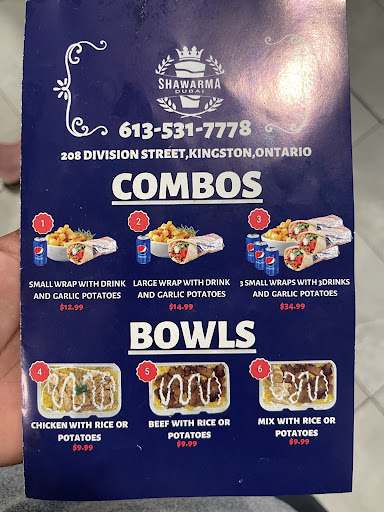 SHAWARMA
DUBAI
613-531-7778
208 DIVISION STREET,KINGSTON,ONTARIO
COMBOS
1
2
3
SMALL WRAP WITH DRINK
AND GARLIC POTATOES
$12.99
LARGE WRAP WITH DRINK
AND GARLIC POTATOES
$14.99
3 SMALL WRAPS WITH 3DRINKS
AND GARLIC POTATOES
$34.99
BOWLS
4
5
6
CHICKEN WITH RICE OR
POTATOES
$9.99
BEEF WITH RICE OR
POTATOES
$9.99
MIX WITH RICE OR
POTATOES
$9.99